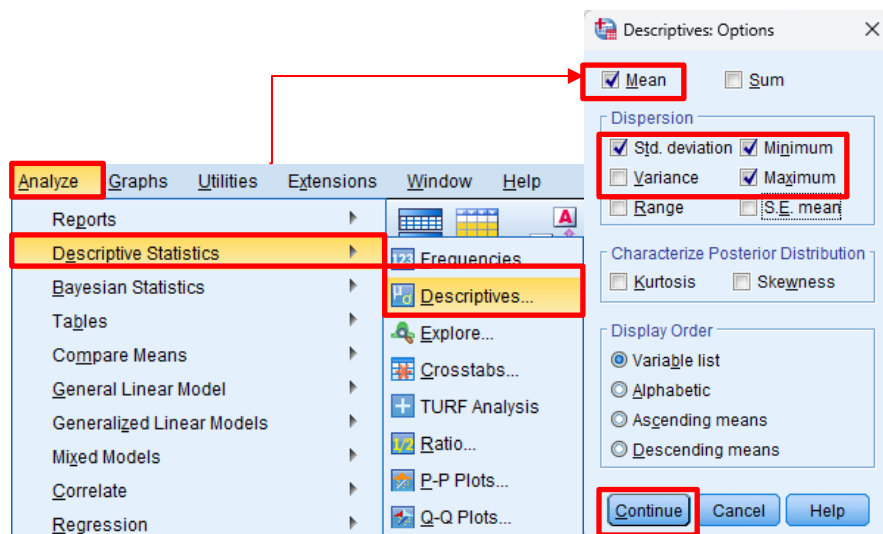 Descriptives: Options
Mean Sum
Dispersion
Std. deviation Minimum
Variance Maximum
Range S.E. mean
Characterize Posterior Distribution
Kurtosis Skewness
Display Order
Variable list
Alphabetic
Ascending means
Descending means
Continue Cancel Help
Analyze Graphs Utilities Extensions Window Help
Reports
Descriptive Statistics
Bayesian Statistics
Tables
Compare Means
General Linear Model
Generalized Linear Models
Mixed Models
Correlate
Regression
A
123 Frequencies
Descriptives...
Explore...
Crosstabs...
TURF Analysis
1/2 Ratio...
P-P Plots...
Q-Q Plots...